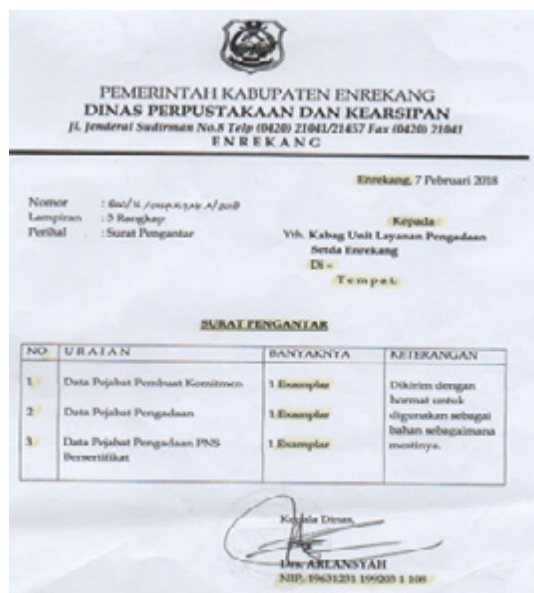 PEMERINTAH KABUPATEN ENREKANG
DINAS PERPUSTAKAAN DAN KEARSIPAN
Jl. Jenderal Sudirman No.8 Telp (0420) 21041/21457 Fax (0420) 21041
ENREKANG
Enrekang, 7 Pebruari 2018
Nomor :
Lampiran : 3 Rangkap
Perihal : Surat Pengantar
Kepada
Yth. Kabag Unit Layanan Pengadaan
Setda Enrekang
Di –
Tempat
SURAT PENGANTAR
NO URAIAN BANYAKNYA KETERANGAN
1. Data Pejabat Pembuat Komitmen 1 Examplar Dikirim dengan
hormat untuk
2. Data Pejabat Pengadaan 1 Examplar digunakan sebagai
bahan sebagaimana
3. Data Pejabat Pengadaan PNS 1 Examplar mestinya.
Bersertifikat
Kepala Dinas,
Drs. ARLANSYAH
NIP. 19631231 199203 1 108